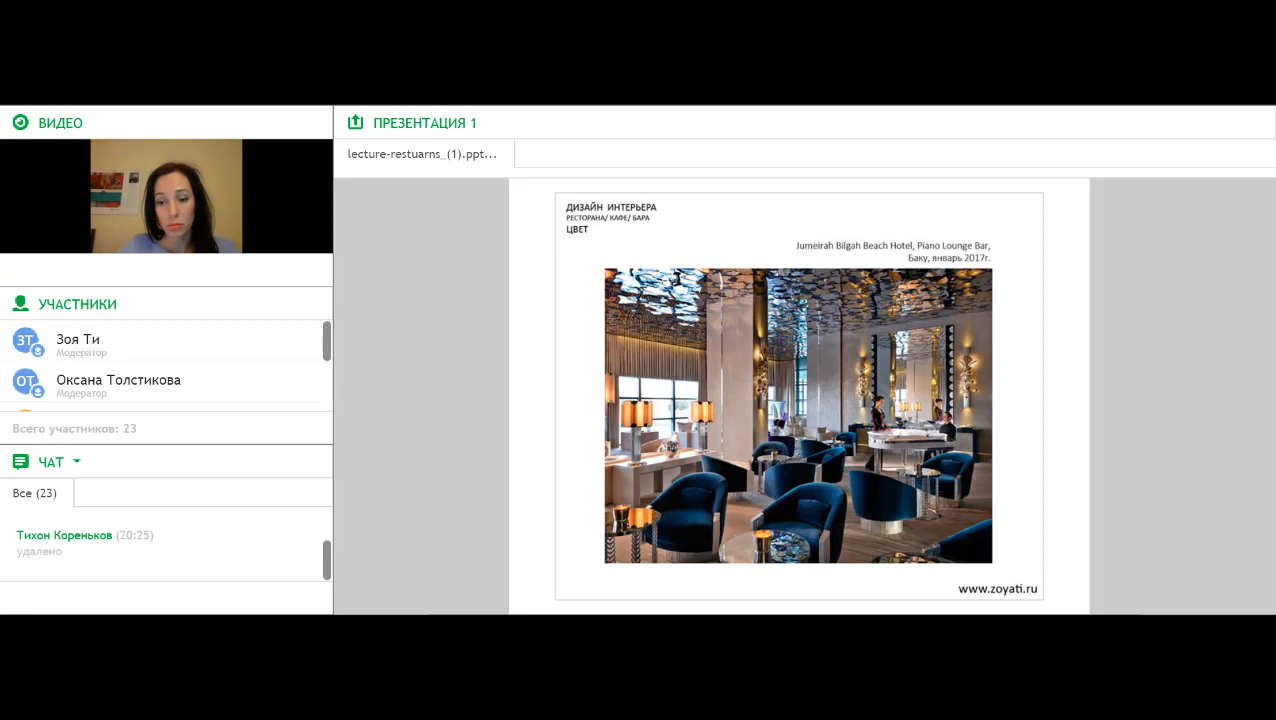 ВИДЕО
УЧАСТНИКИ
ЗТ
Зоя Ти
Модератор
ОТ
Оксана Толстикова
Модератор
Всего участников: 23
ЧАТ
Все (23)
Тихон Кореньков (20:25)
удалено
ПРЕЗЕНТАЦИЯ 1
lecture-restuarns_(1).ppt...
ДИЗАЙН ИНТЕРЬЕРА
РЕСТОРАНА/ КАФЕ/ БАРА
ЦВЕТ
Jumeirah Bilgah Beach Hotel, Piano Lounge Bar,
Баку, январь 2017г.
www.zoyati.ru